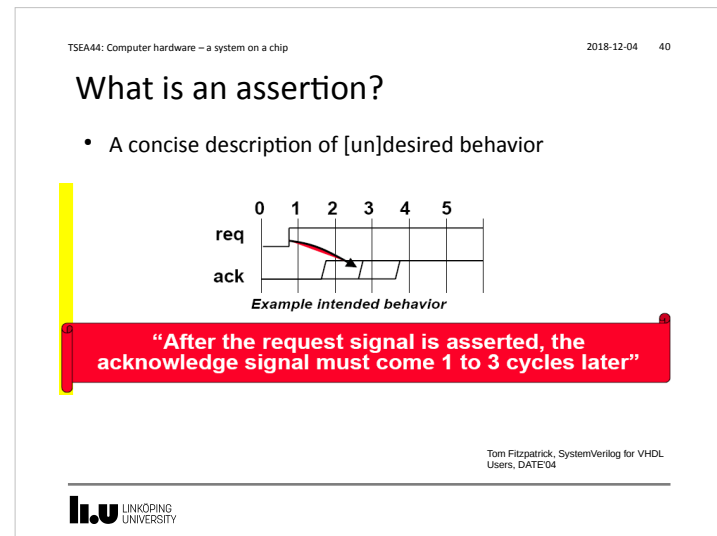 TSEA44: Computer hardware – a system on a chip 2018-12-04 40
What is an assertion?
• A concise description of [un]desired behavior
0 1 2 3 4 5
req
ack
Example intended behavior
“After the request signal is asserted, the
acknowledge signal must come 1 to 3 cycles later”
Tom Fitzpatrick, SystemVerilog for VHDL
Users, DATE'04
li.u LINKÖPING
UNIVERSITY